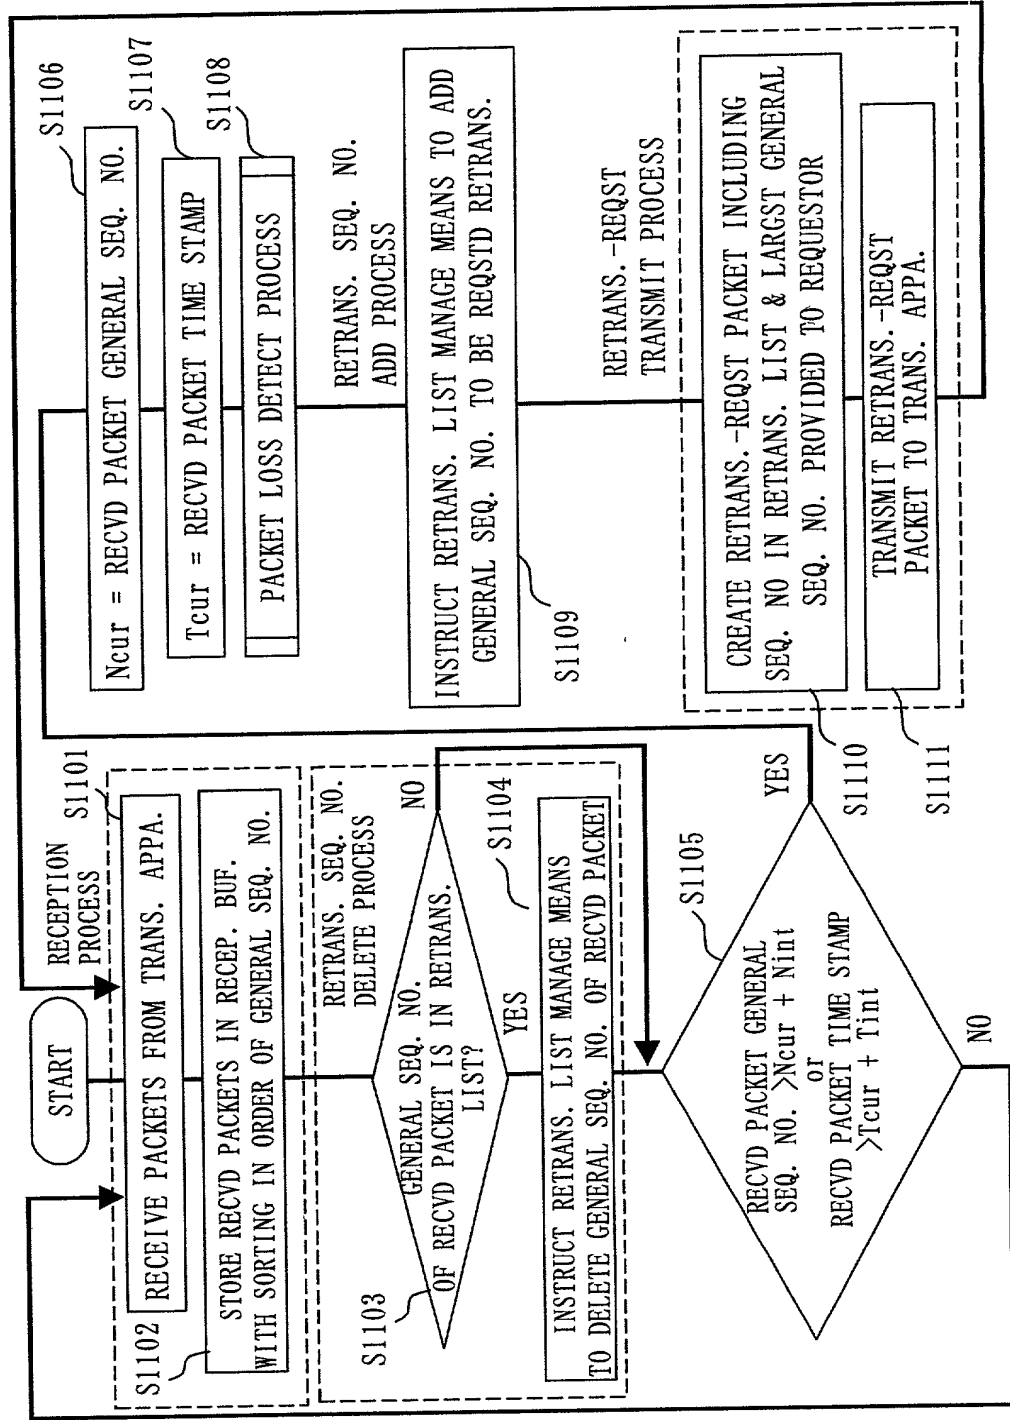 START
RECEPTION
PROCESS
S1101
RECEIVE PACKETS FROM TRANS. APPA.
S1102
STORE RECVD PACKETS IN RECEP. BUF.
WITH SORTING IN ORDER OF GENERAL SEQ. NO.
RETRANS. SEQ. NO.
DELETE PROCESS
S1103
GENERAL SEQ. NO.
OF RECVD PACKET IS IN RETRANS.
LIST?
NO
YES
S1104
INSTRUCT RETRANS. LIST MANAGE MEANS
TO DELETE GENERAL SEQ. NO. OF RECVD PACKET
S1105
RECVD PACKET GENERAL
SEQ. NO. >Ncur + Nint
or
RECVD PACKET TIME STAMP
>Tcur + Tint
YES
NO
S1106
Ncur = RECVD PACKET GENERAL SEQ. NO.
S1107
Tcur = RECVD PACKET TIME STAMP
S1108
PACKET LOSS DETECT PROCESS
RETRANS. SEQ. NO.
ADD PROCESS
INSTRUCT RETRANS. LIST MANAGE MEANS TO ADD
GENERAL SEQ. NO. TO BE REQSTD RETRANS.
S1109
RETRANS.-REQST
TRANSMIT PROCESS
CREATE RETRANS.-REQST PACKET INCLUDING
SEQ. NO IN RETRANS. LIST & LARGST GENERAL
SEQ. NO. PROVIDED TO REQUESTOR
S1110
TRANSMIT RETRANS.-REQST
PACKET TO TRANS. APPA.
S1111